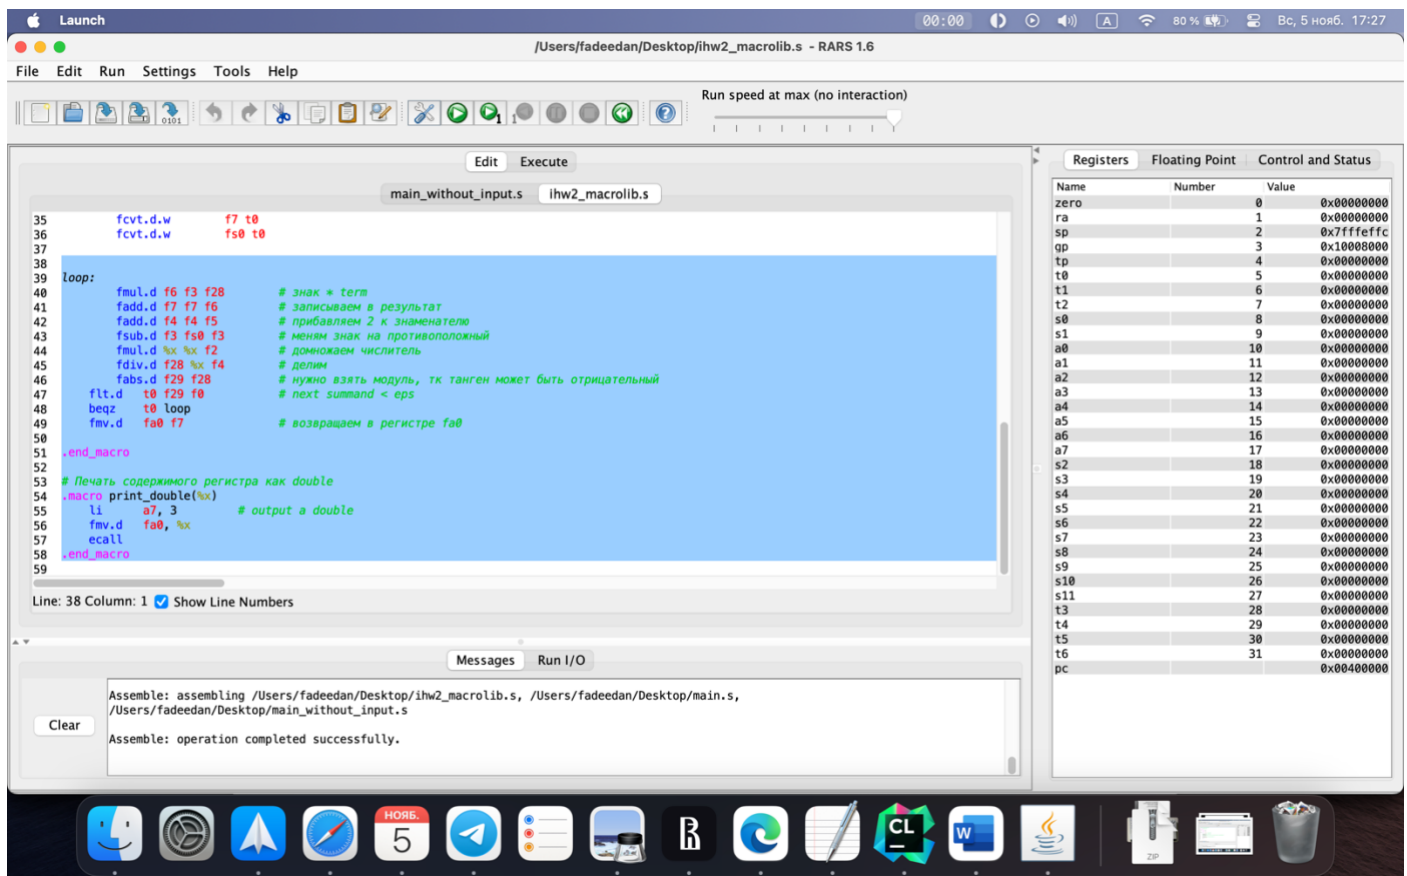 Launch 00:00 A 80 % Вс, 5 нояб. 17:27
/Users/fadeedan/Desktop/ihw2_macrolib.s - RARS 1.6
File Edit Run Settings Tools Help
Run speed at max (no interaction)
0101 1 1
Edit Execute
main_without_input.s ihw2_macrolib.s
35 fcvt.d.w f7 t0
36 fcvt.d.w fs0 t0
37
38
39 loop:
40 fmul.d f6 f3 f28 # знак * term
41 fadd.d f7 f7 f6 # записываем в результат
42 fadd.d f4 f4 f5 # прибавляем 2 к знаменателю
43 fsub.d f3 fs0 f3 # меням знак на противоположный
44 fmul.d %x %x f2 # домножаем числитель
45 fdiv.d f28 %x f4 # делим
46 fabs.d f29 f28 # нужно взять модуль, тк танген может быть отрицательный
47 flt.d t0 f29 f0 # next summand < eps
48 beqz t0 loop
49 fmv.d fa0 f7 # возвращаем в регистре fa0
50
51 .end_macro
52
53 # Печать содержимого регистра как double
54 .macro print_double(%x)
55 li a7, 3 # output a double
56 fmv.d fa0, %x
57 ecall
58 .end_macro
59
Line: 38 Column: 1 Show Line Numbers
Messages Run I/O
Assemble: assembling /Users/fadeedan/Desktop/ihw2_macrolib.s, /Users/fadeedan/Desktop/main.s,
/Users/fadeedan/Desktop/main_without_input.s
Clear
Assemble: operation completed successfully.
Registers Floating Point Control and Status
Name Number Value
zero 0 0x00000000
ra 1 0x00000000
sp 2 0x7fffeffc
gp 3 0x10008000
tp 4 0x00000000
t0 5 0x00000000
t1 6 0x00000000
t2 7 0x00000000
s0 8 0x00000000
s1 9 0x00000000
a0 10 0x00000000
a1 11 0x00000000
a2 12 0x00000000
a3 13 0x00000000
a4 14 0x00000000
a5 15 0x00000000
a6 16 0x00000000
a7 17 0x00000000
s2 18 0x00000000
s3 19 0x00000000
s4 20 0x00000000
s5 21 0x00000000
s6 22 0x00000000
s7 23 0x00000000
s8 24 0x00000000
s9 25 0x00000000
s10 26 0x00000000
s11 27 0x00000000
t3 28 0x00000000
t4 29 0x00000000
t5 30 0x00000000
t6 31 0x00000000
pc 0x00400000
НОЯБ.
5
CL
W
ZIP